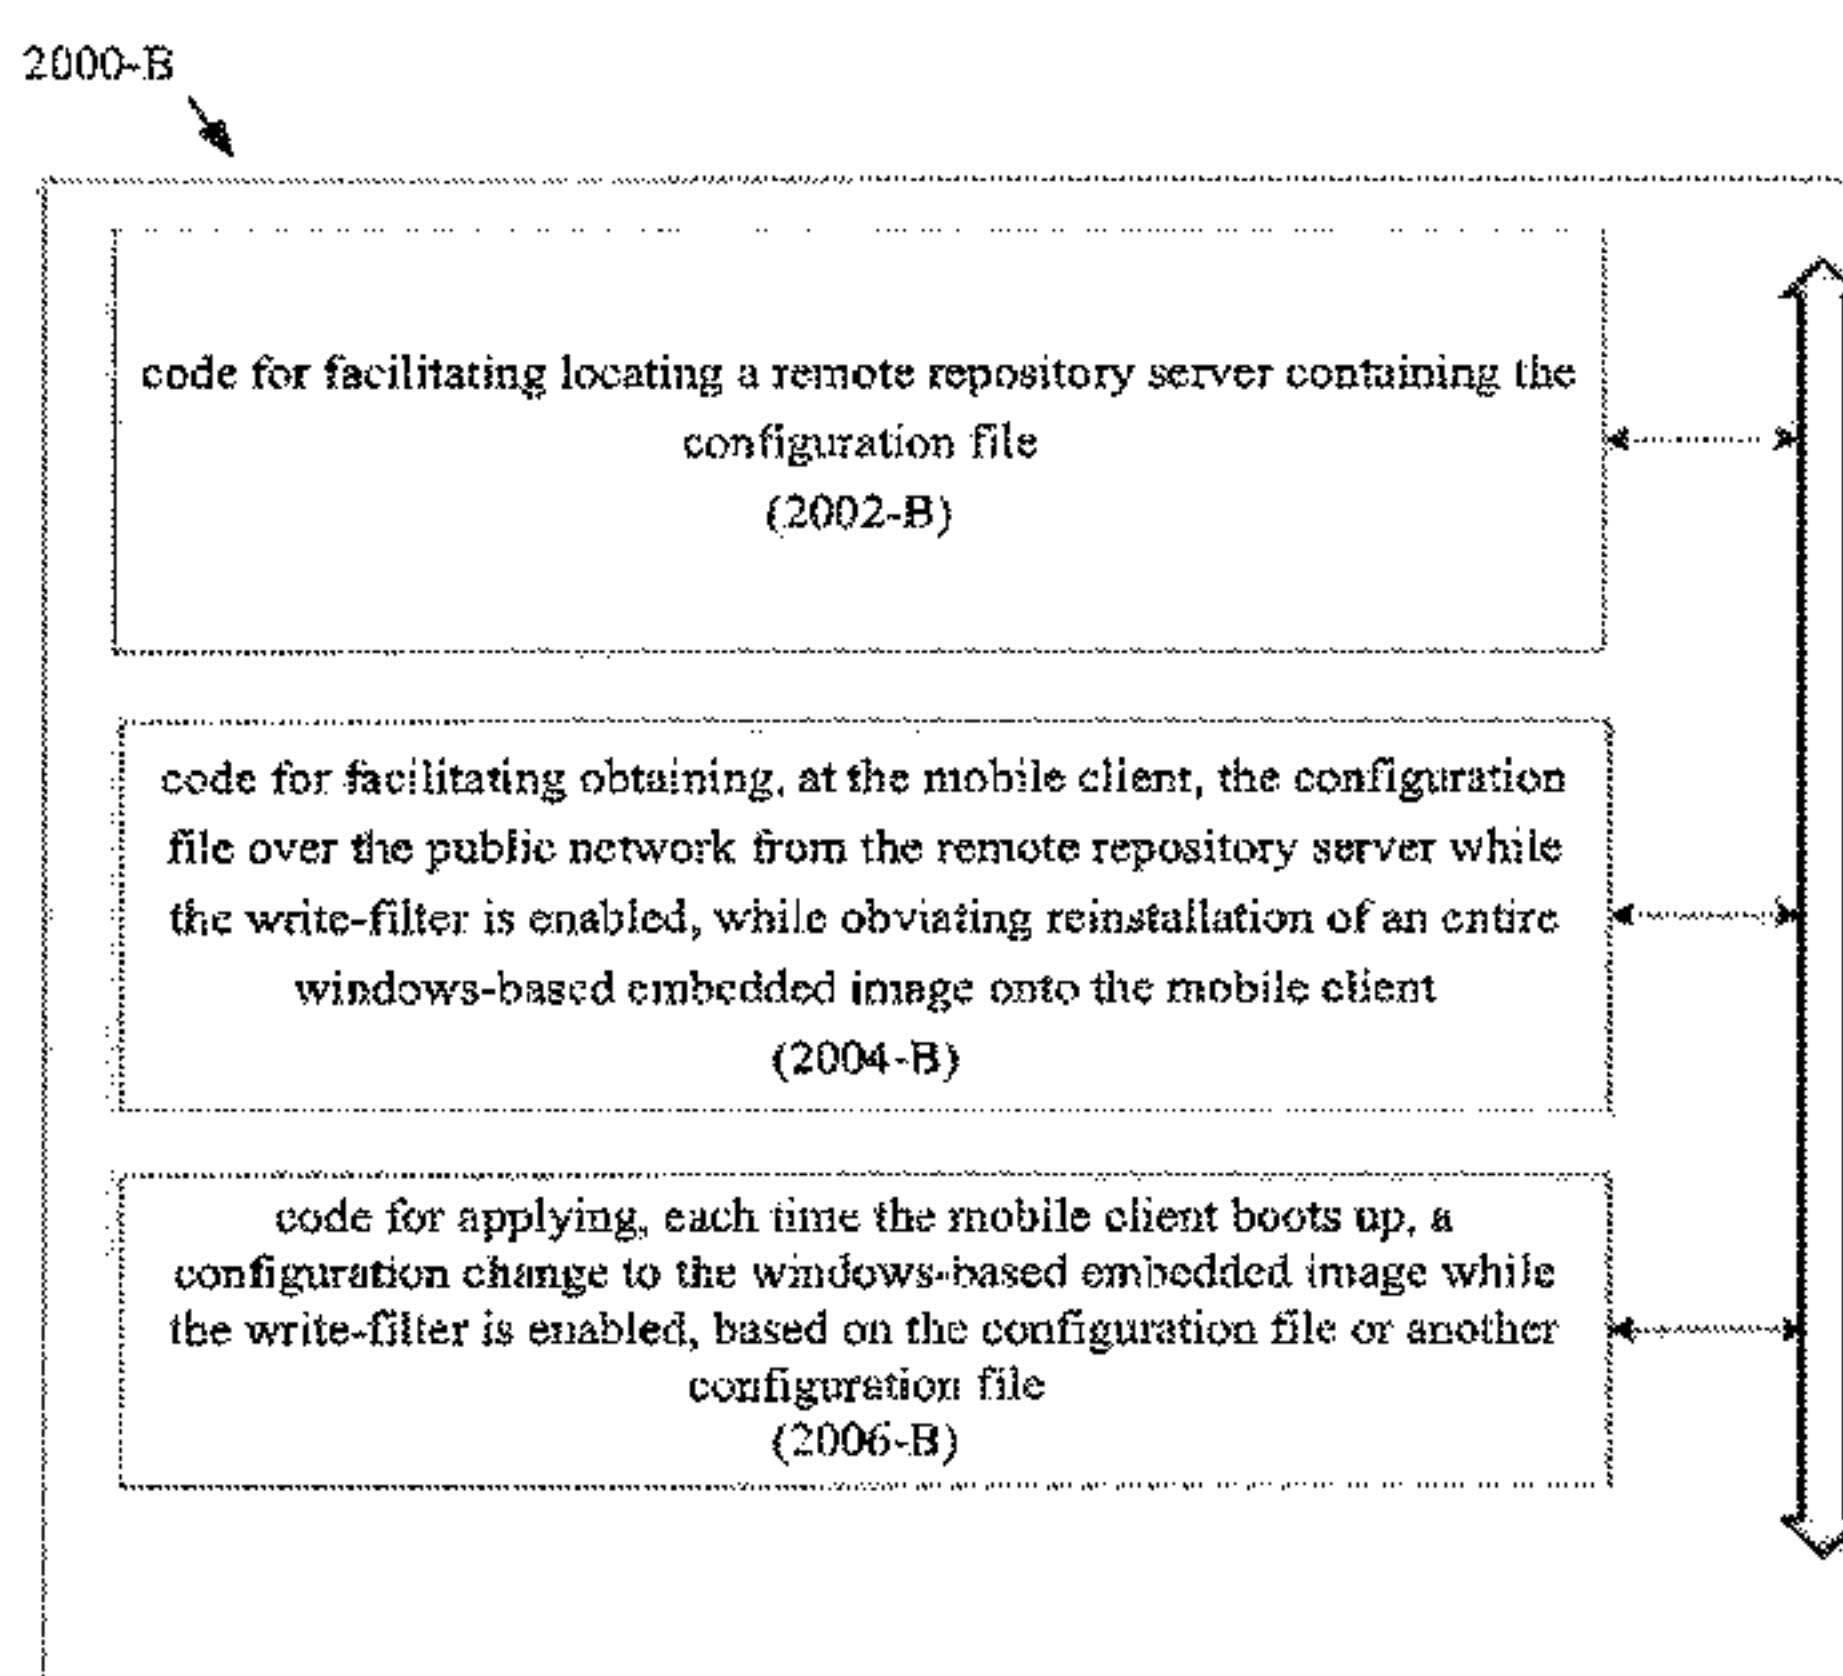 2000-B
code for facilitating locating a remote repository server containing the
configuration file
(2002-B)
code for facilitating obtaining, at the mobile client, the configuration
file over the public network from the remote repository server while
the write-filter is enabled, while obviating reinstallation of an entire
windows-based embedded image onto the mobile client
(2004-B)
code for applying, each time the mobile client boots up, a
configuration change to the windows-based embedded image while
the write-filter is enabled, based on the configuration file or another
configuration file
(2006-B)